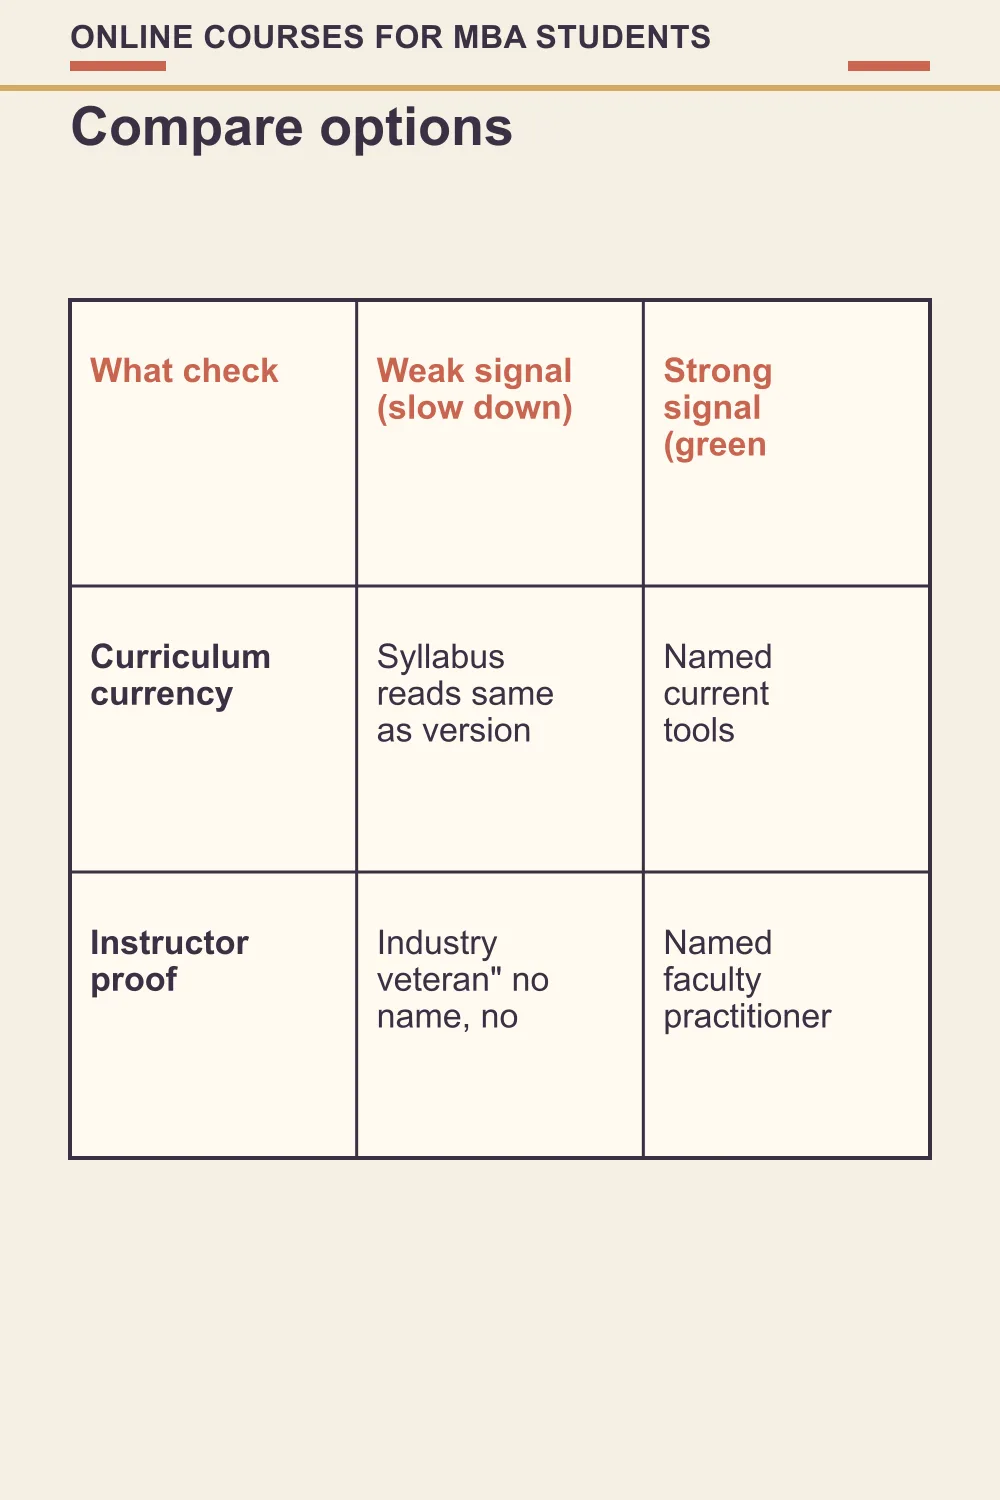 ONLINE COURSES FOR MBA STUDENTS
Compare options
What check
Weak signal
(slow down)
Strong
signal
(green
Curriculum
currency
Syllabus
reads same
as version
Named
current
tools
Instructor
proof
Industry
veteran" no
name, no
Named
faculty
practitioner